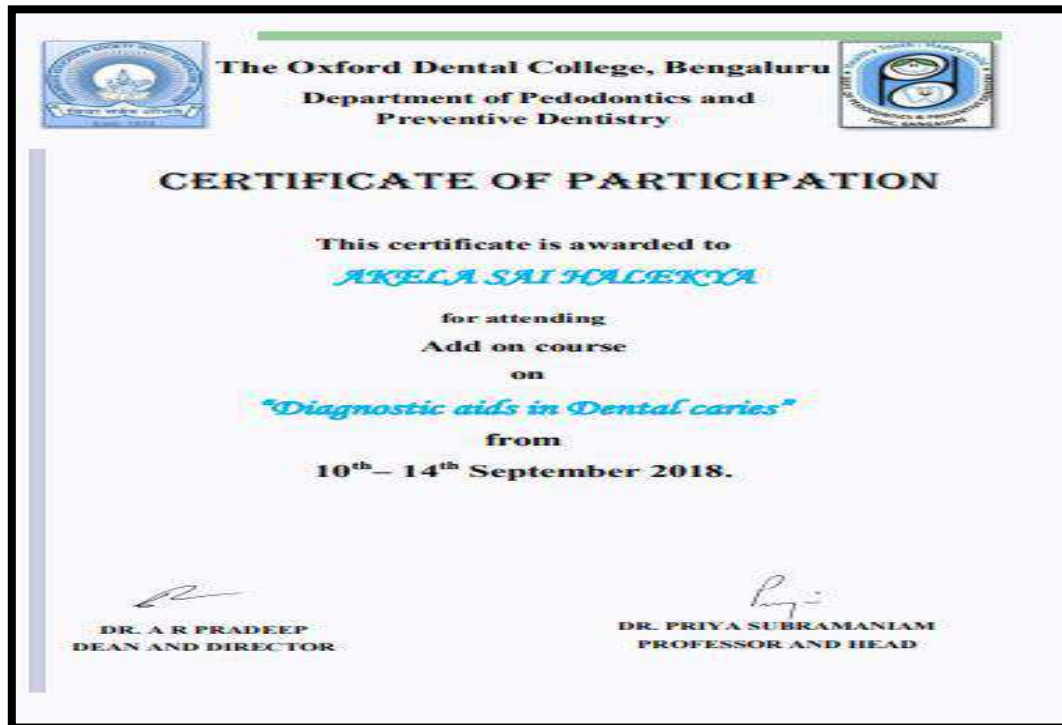 The Oxford Dental College, Bengaluru
Department of Pedodontics and
Preventive Dentistry
CERTIFICATE OF PARTICIPATION
This certificate is awarded to
AKELA SAI HALEKYA
for attending
Add on course
on
"Diagnostic aids in Dental caries"
from
10th– 14th September 2018.
DR. A R PRADEEP
DEAN AND DIRECTOR
DR. PRIYA SUBRAMANIAM
PROFESSOR AND HEAD